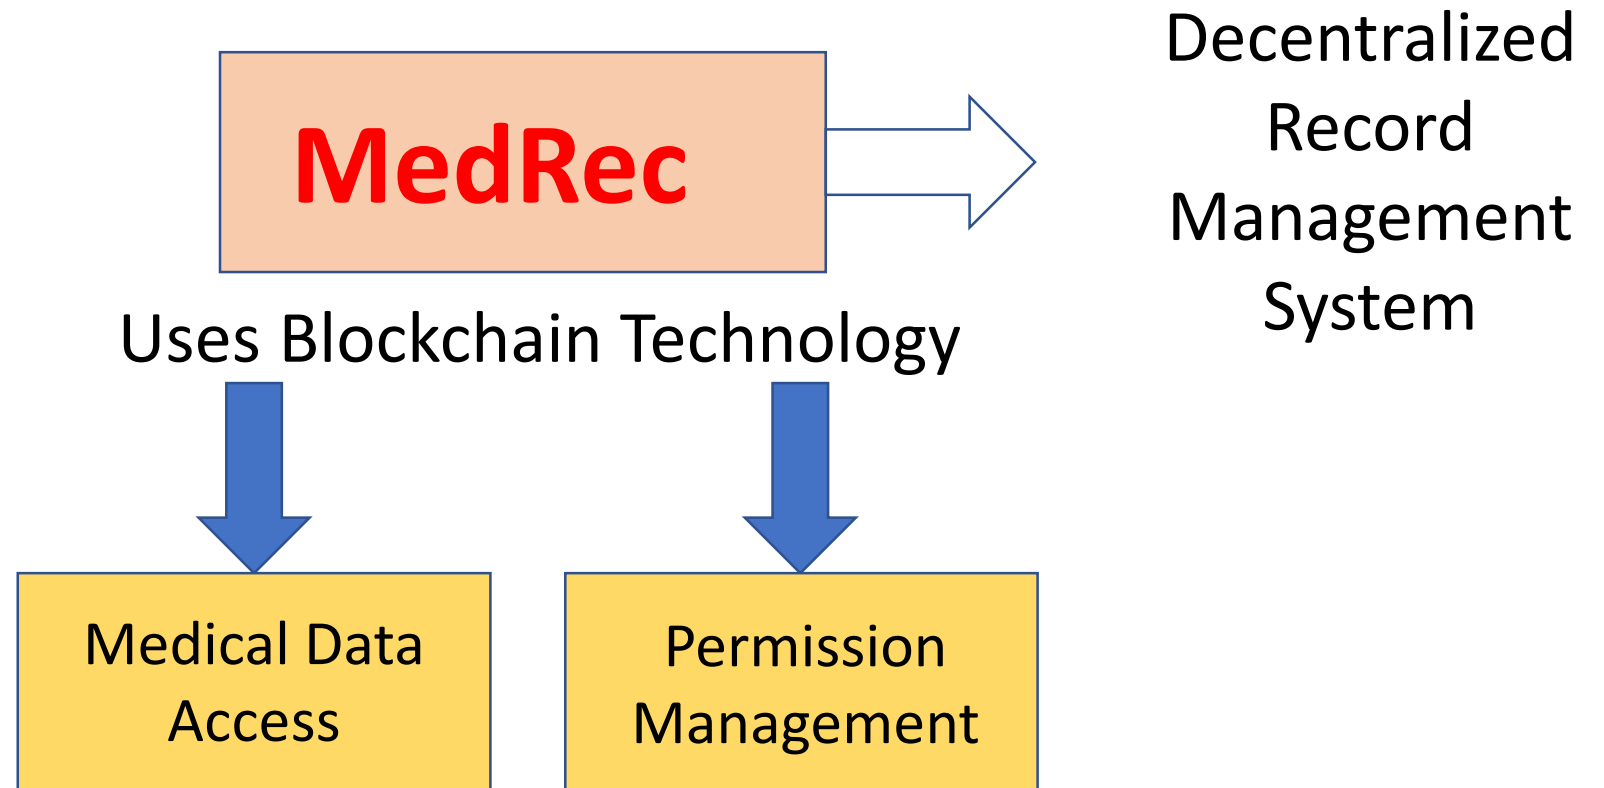 MedRec
Decentralized
Record
Management
System
Uses Blockchain Technology
Medical Data
Access
Permission
Management